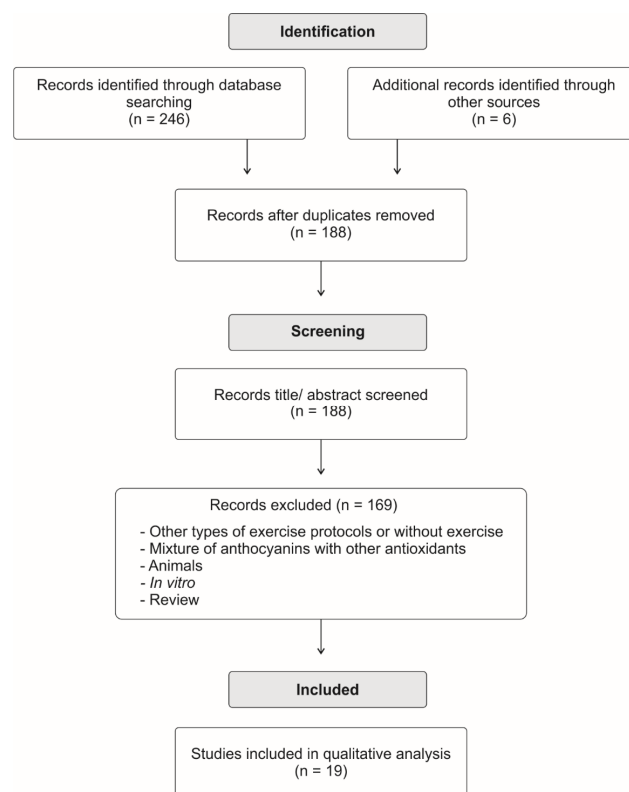 Identification
Records identified through database
searching
(n = 246)
Additional records identified through
other sources
(n = 6)
Records after duplicates removed
(n = 188)
Screening
Records title/ abstract screened
(n = 188)
Records excluded (n = 169)
- Other types of exercise protocols or without exercise
- Mixture of anthocyanins with other antioxidants
- Animals
- In vitro
- Review
Included
Studies included in qualitative analysis
(n = 19)